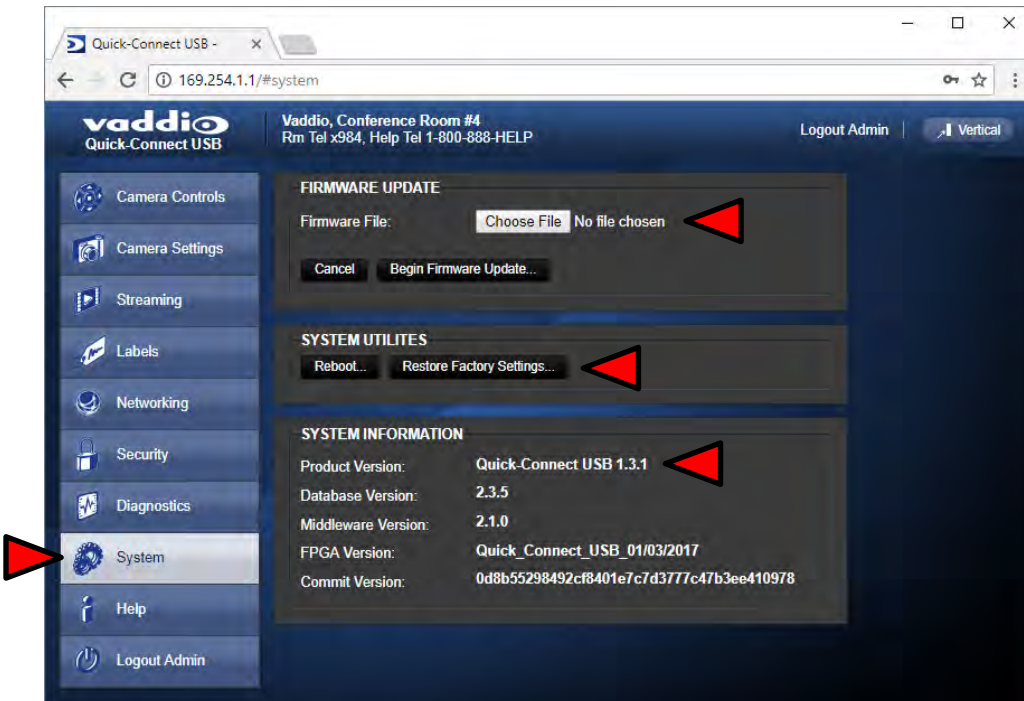 Quick-Connect USB -
169.254.1.1/#system
vaddio
Quick-Connect USB
Vaddio, Conference Room #4
Rm Tel x984, Help Tel 1-800-888-HELP
Logout Admin
Vertical
Camera Controls
Camera Settings
Streaming
Labels
Networking
Security
Diagnostics
System
Help
Logout Admin
FIRMWARE UPDATE
Firmware File: Choose File No file chosen
Cancel Begin Firmware Update...
SYSTEM UTILITES
Reboot... Restore Factory Settings...
SYSTEM INFORMATION
Product Version: Quick-Connect USB 1.3.1
Database Version: 2.3.5
Middleware Version: 2.1.0
FPGA Version: Quick_Connect_USB_01/03/2017
Commit Version: 0d8b55298492cf8401e7c7d3777c47b3ee410978